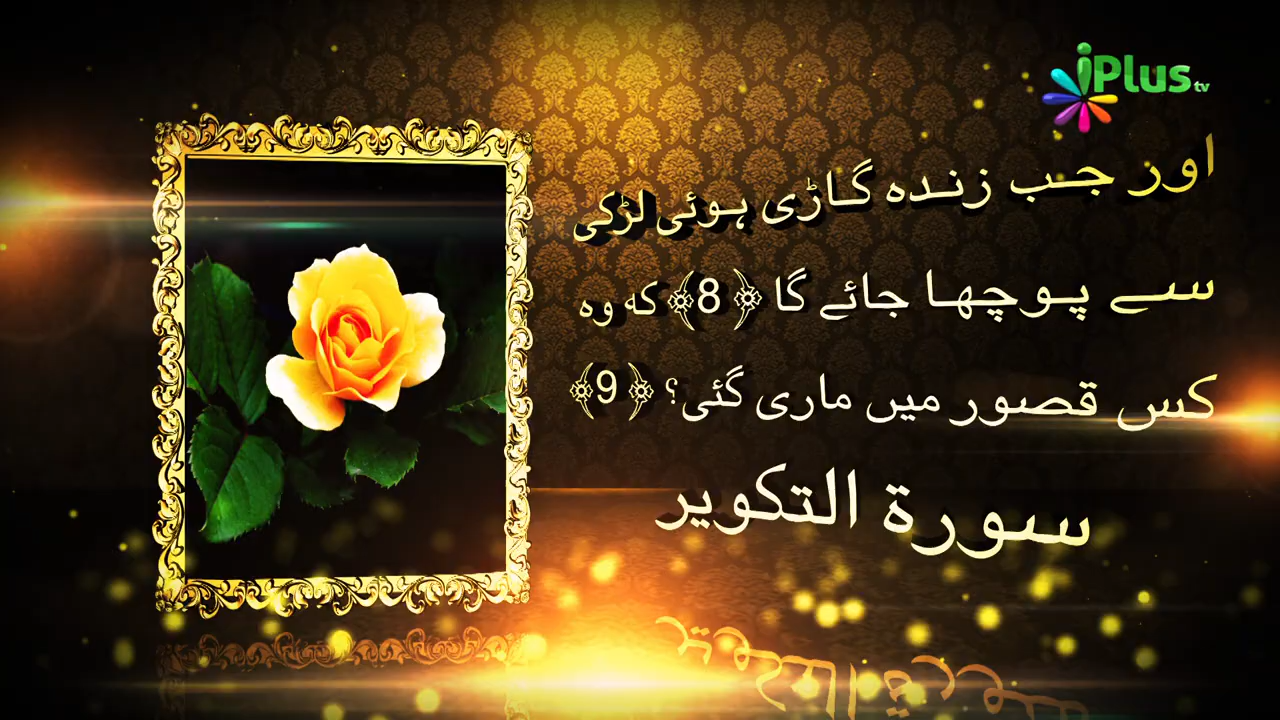 iPlus tv
اور جب زندہ گاڑی ہوئی لڑکی
سے پوچھا جائے گا ﴿8﴾ کہ وہ
کس قصور میں ماری گئی؟ ﴿9﴾
سورة التكوير